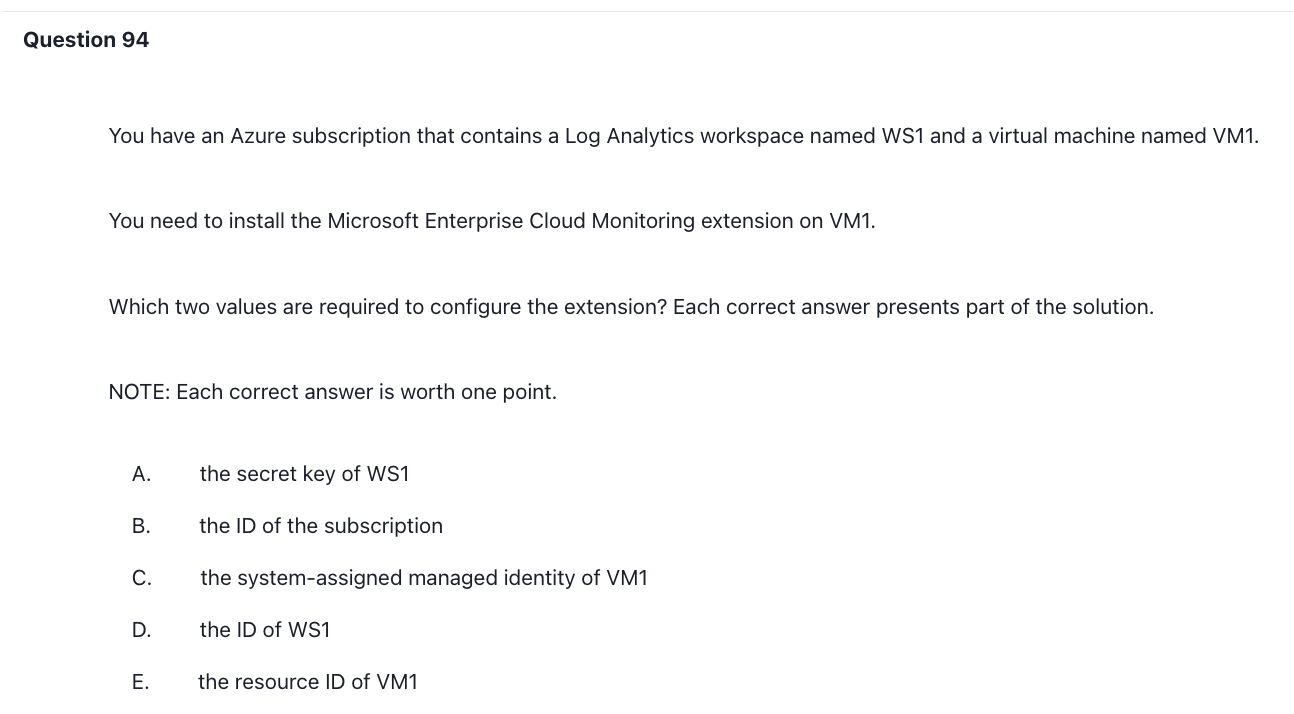 Question 94
You have an Azure subscription that contains a Log Analytics workspace named WS1 and a virtual machine named VM1.
You need to install the Microsoft Enterprise Cloud Monitoring extension on VM1.
Which two values are required to configure the extension? Each correct answer presents part of the solution.
NOTE: Each correct answer is worth one point.
A. the secret key of WS1
B. the ID of the subscription
C. the system-assigned managed identity of VM1
D. the ID of WS1
E. the resource ID of VM1